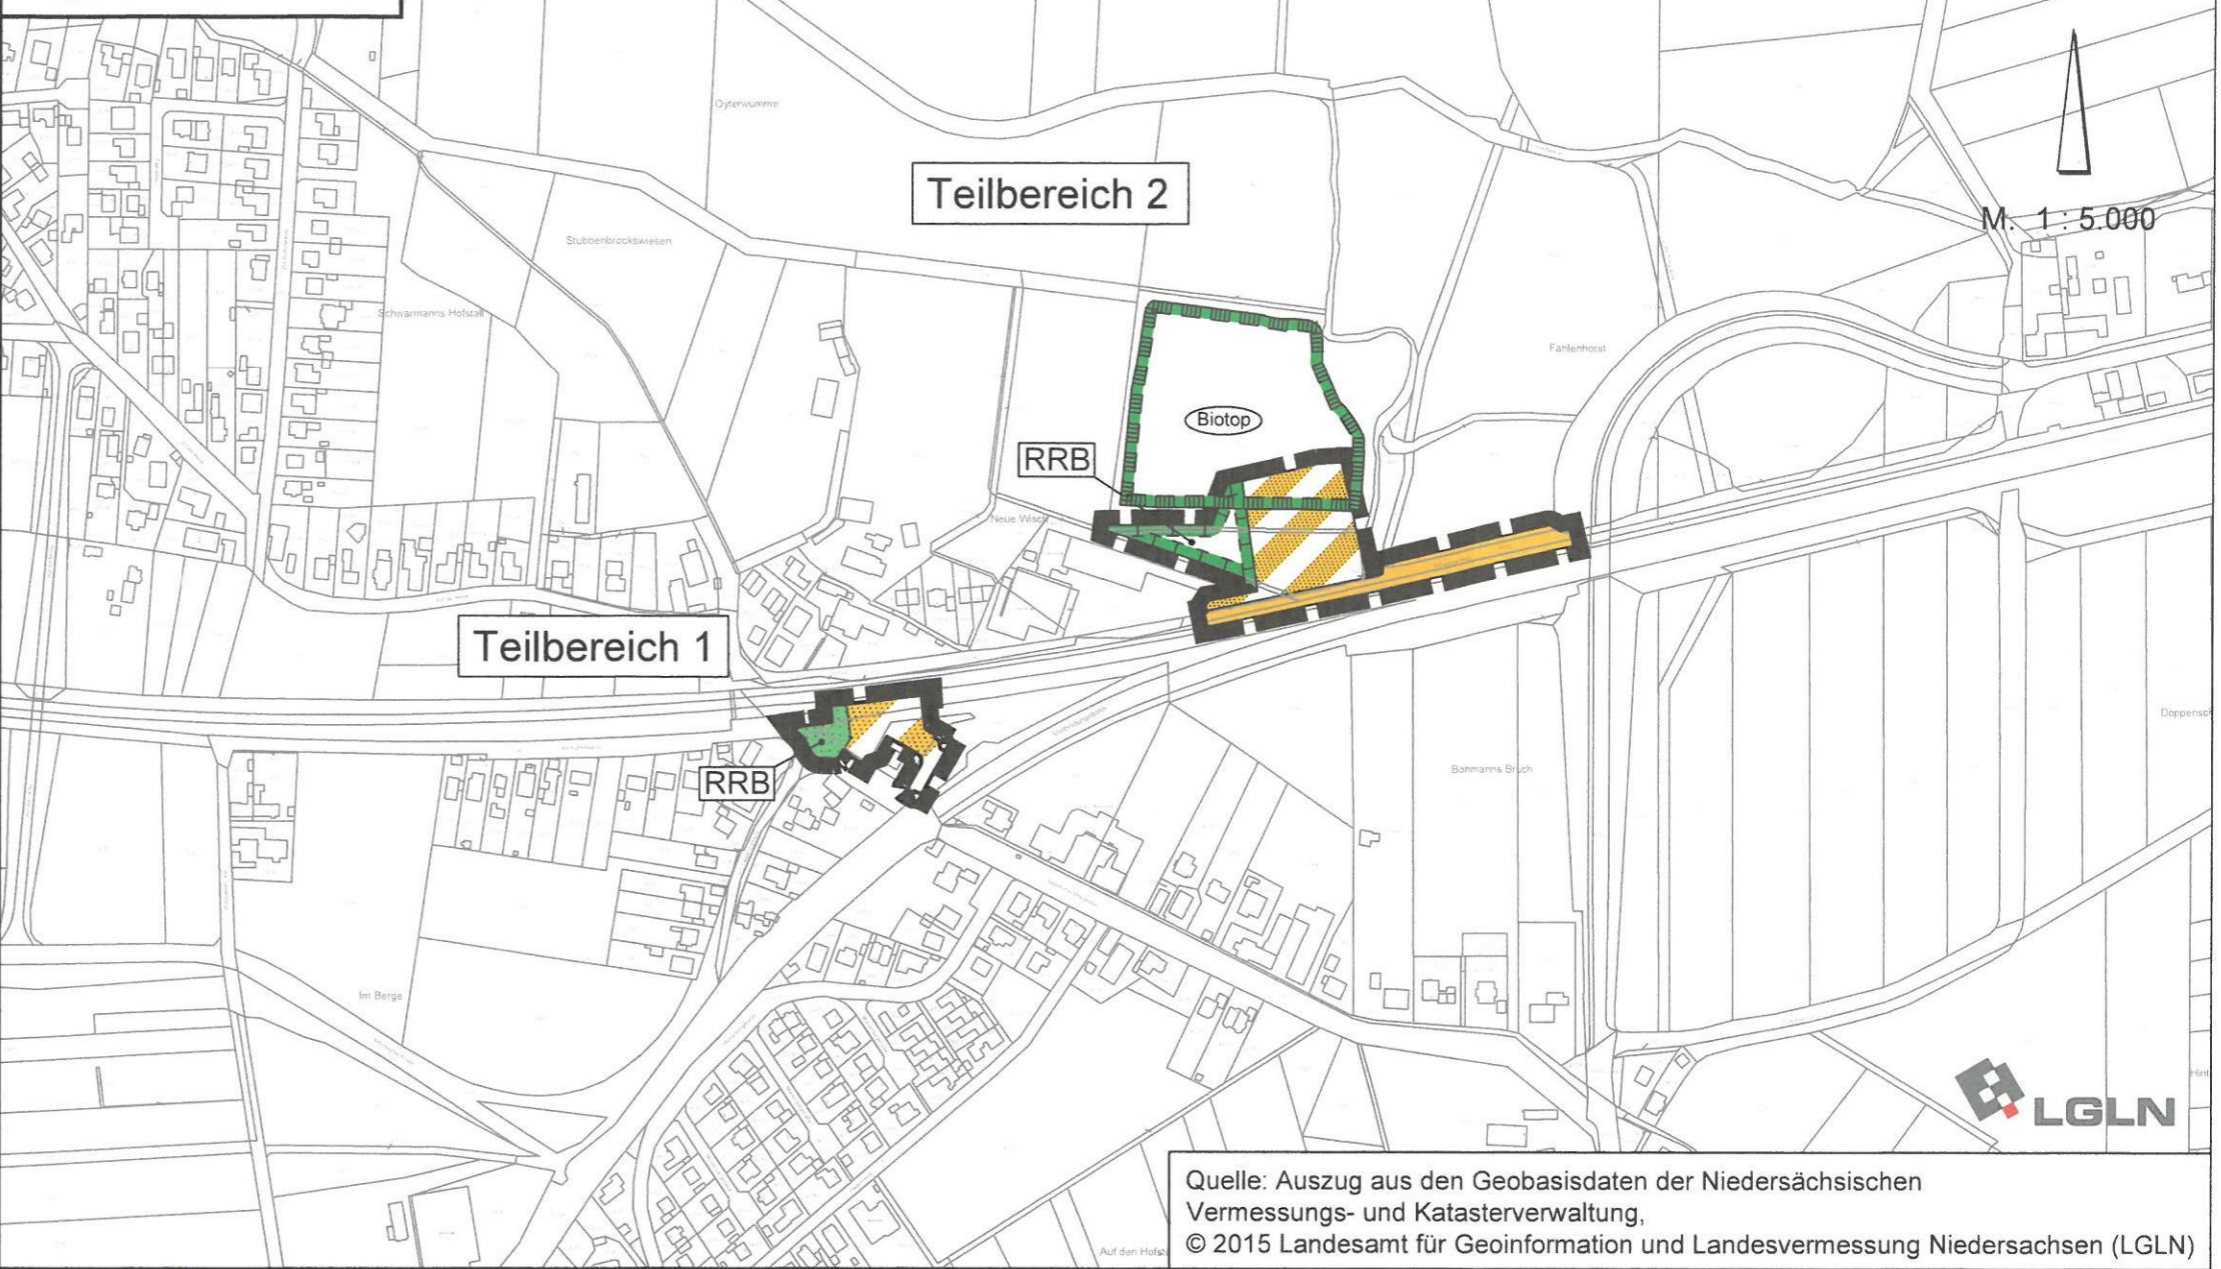 Oyterwümme
Teilbereich 2
M. 1 : 5.000
Stubbenbrockswiesen
Schwarmanns Hofstall
Fahlenhorst
Biotop
RRB
Neue Wisch
Teilbereich 1
RRB
Bohmanns Bruch
Im Berge
LGLN
Quelle: Auszug aus den Geobasisdaten der Niedersächsischen
Vermessungs- und Katasterverwaltung,
© 2015 Landesamt für Geoinformation und Landesvermessung Niedersachsen (LGLN)
Auf den Hofst